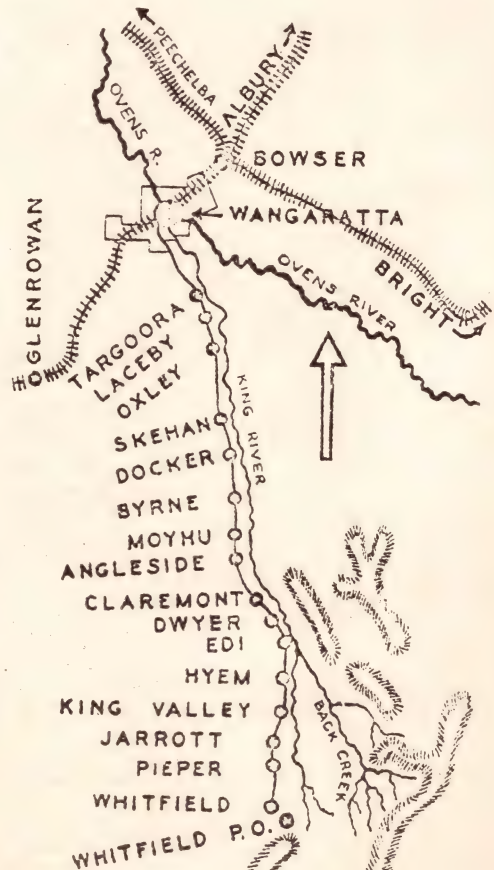 PEECHELBA
ALBURY
OVENS R.
BOWSER
WANGARATTA
GLENROWAN
OVENS RIVER
BRIGHT
TARGOORA
LACEBY
OXLEY
KING RIVER
SKEHAN
DOCKER
BYRNE
MOYHU
ANGLESIDE
CLAREMONT
DWYER
EDI
HYEM
KING VALLEY
BACK CREEK
JARROTT
PIEPER
WHITFIELD
WHITFIELD P.O.